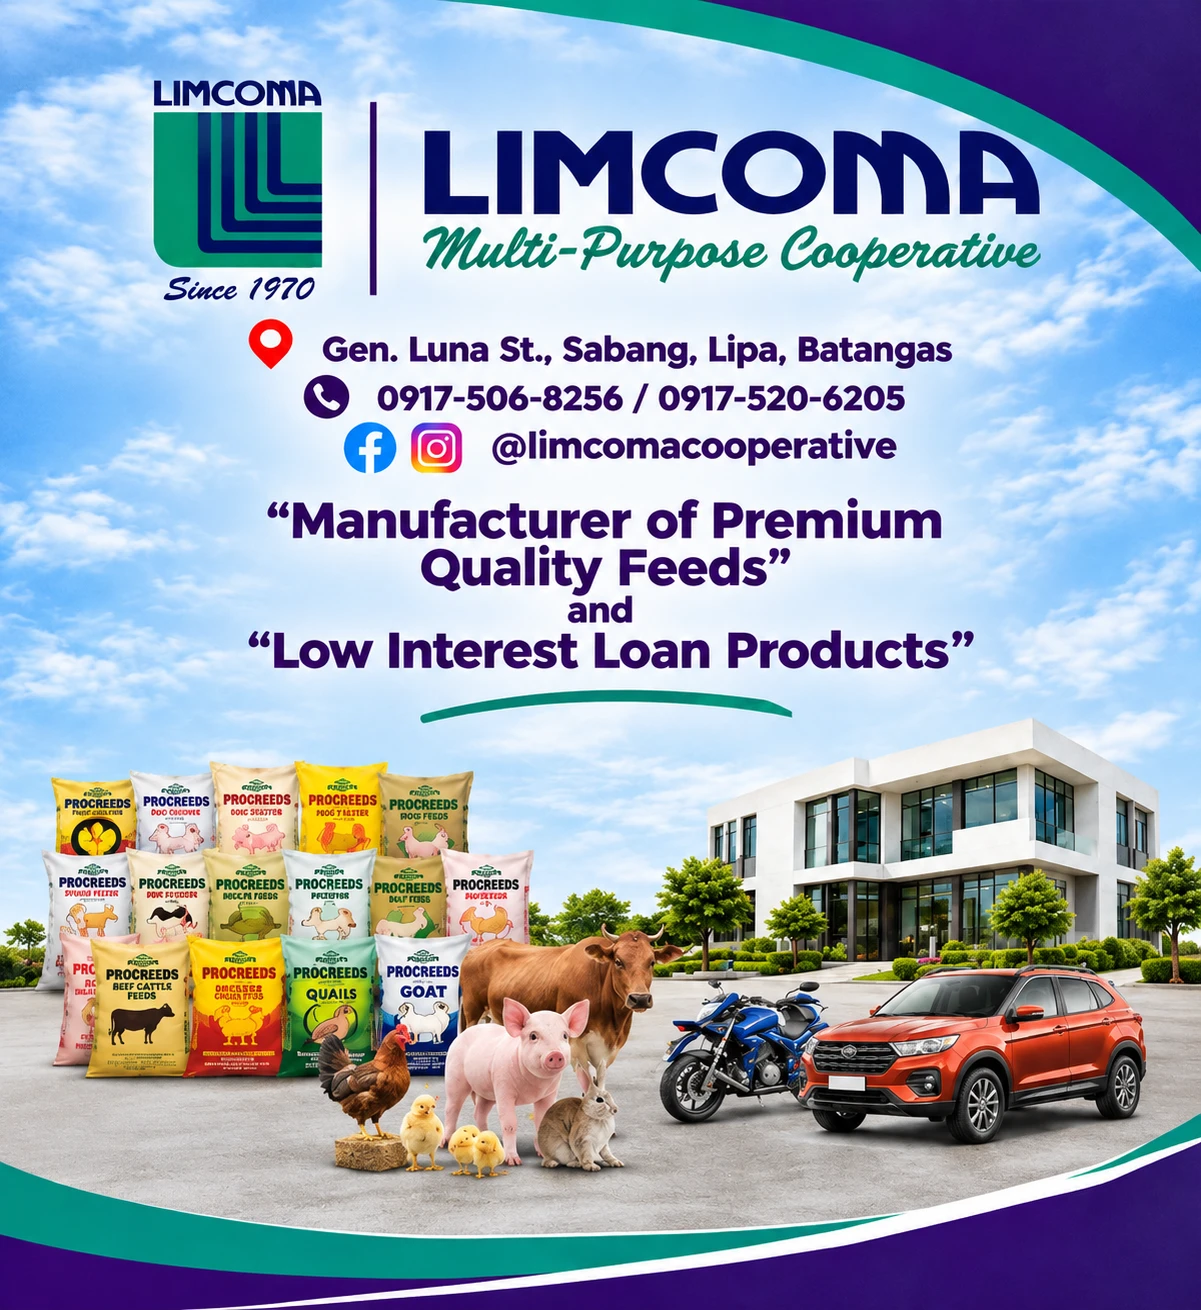 LIMCOMA
Since 1970
LIMCOMA
Multi-Purpose Cooperative
Gen. Luna St., Sabang, Lipa, Batangas
0917-506-8256 / 0917-520-6205
@limcomacooperative
“Manufacturer of Premium
Quality Feeds”
and
“Low Interest Loan Products”
PROCREEDS
PROCREEDS
PROCREEDS
PROCREEDS
PROCREEDS
PROCREEDS
PROCREEDS
PROCREEDS
PROCREEDS
PROCREEDS
PROCREEDS
PROCREEDS
BEEF CATTLE
FEEDS
PROCREEDS
PROCREEDS
QUAILS
PROCREEDS
GOAT